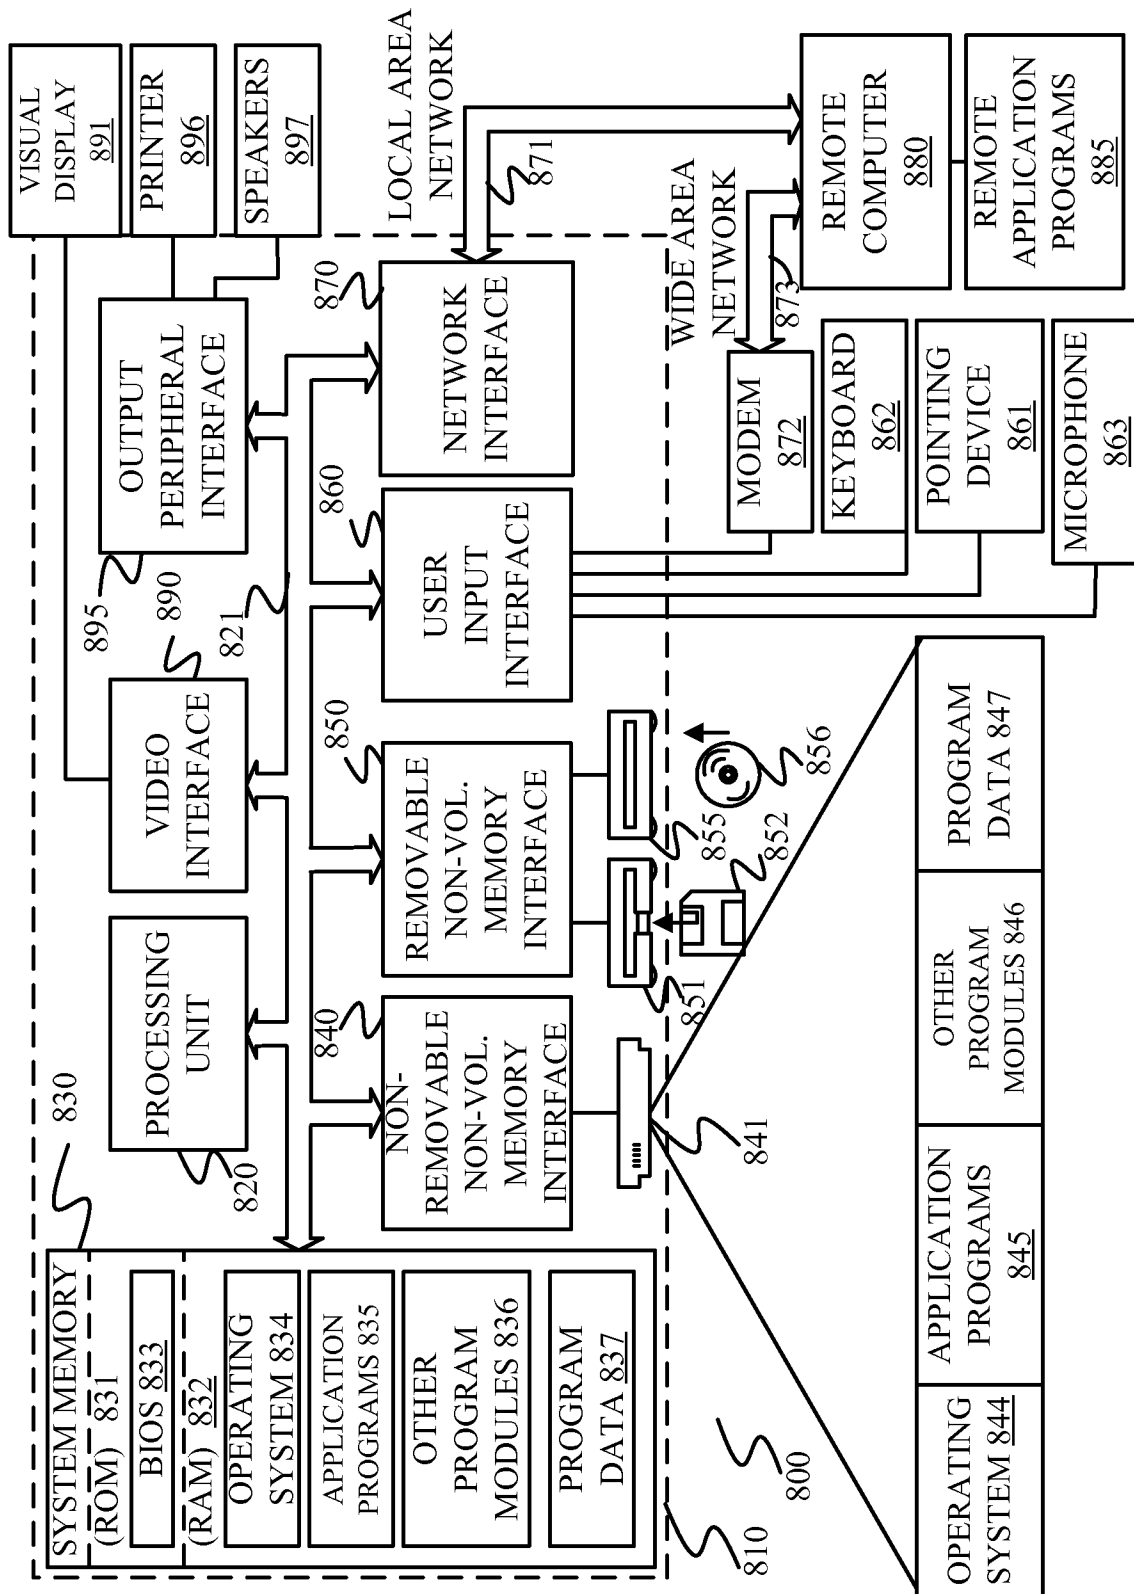 SYSTEM MEMORY
(ROM) 831
BIOS 833
(RAM) 832
OPERATING
SYSTEM 834
APPLICATION
PROGRAMS 835
OTHER
PROGRAM
MODULES 836
PROGRAM
DATA 837
830
820
PROCESSING
UNIT
VIDEO
INTERFACE
890
821
895
OUTPUT
PERIPHERAL
INTERFACE
VISUAL
DISPLAY
891
PRINTER
896
SPEAKERS
897
840
NON-
REMOVABLE
NON-VOL.
MEMORY
INTERFACE
850
REMOVABLE
NON-VOL.
MEMORY
INTERFACE
860
USER
INPUT
INTERFACE
870
NETWORK
INTERFACE
LOCAL AREA
NETWORK
871
841
851
852
855
856
WIDE AREA
NETWORK
873
MODEM
872
KEYBOARD
862
POINTING
DEVICE
861
MICROPHONE
863
REMOTE
COMPUTER
880
REMOTE
APPLICATION
PROGRAMS
885
810
800
OPERATING
SYSTEM 844
APPLICATION
PROGRAMS
845
OTHER
PROGRAM
MODULES 846
PROGRAM
DATA 847